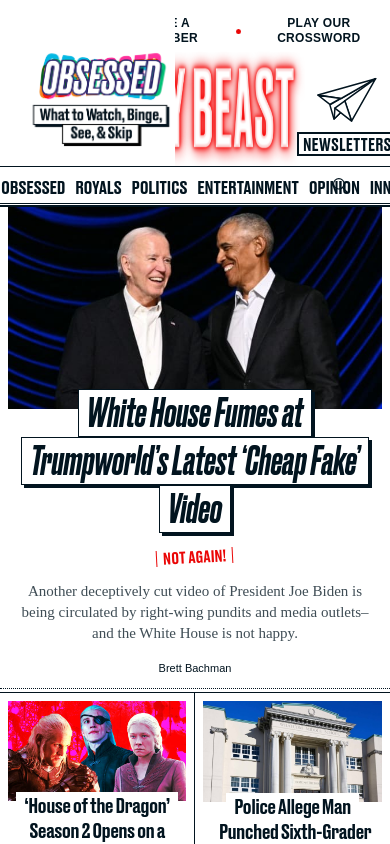 PLAY OUR
CROSSWORD
OBSESSED
What to Watch, Binge,
See, & Skip
BEAST
NEWSLETTERS
OBSESSED ROYALS POLITICS ENTERTAINMENT OPINION INN
White House Fumes at
Trumpworld's Latest 'Cheap Fake'
Video
NOT AGAIN!
Another deceptively cut video of President Joe Biden is
being circulated by right-wing pundits and media outlets–
and the White House is not happy.
Brett Bachman
'House of the Dragon'
Season 2 Opens on a
Police Allege Man
Punched Sixth-Grader